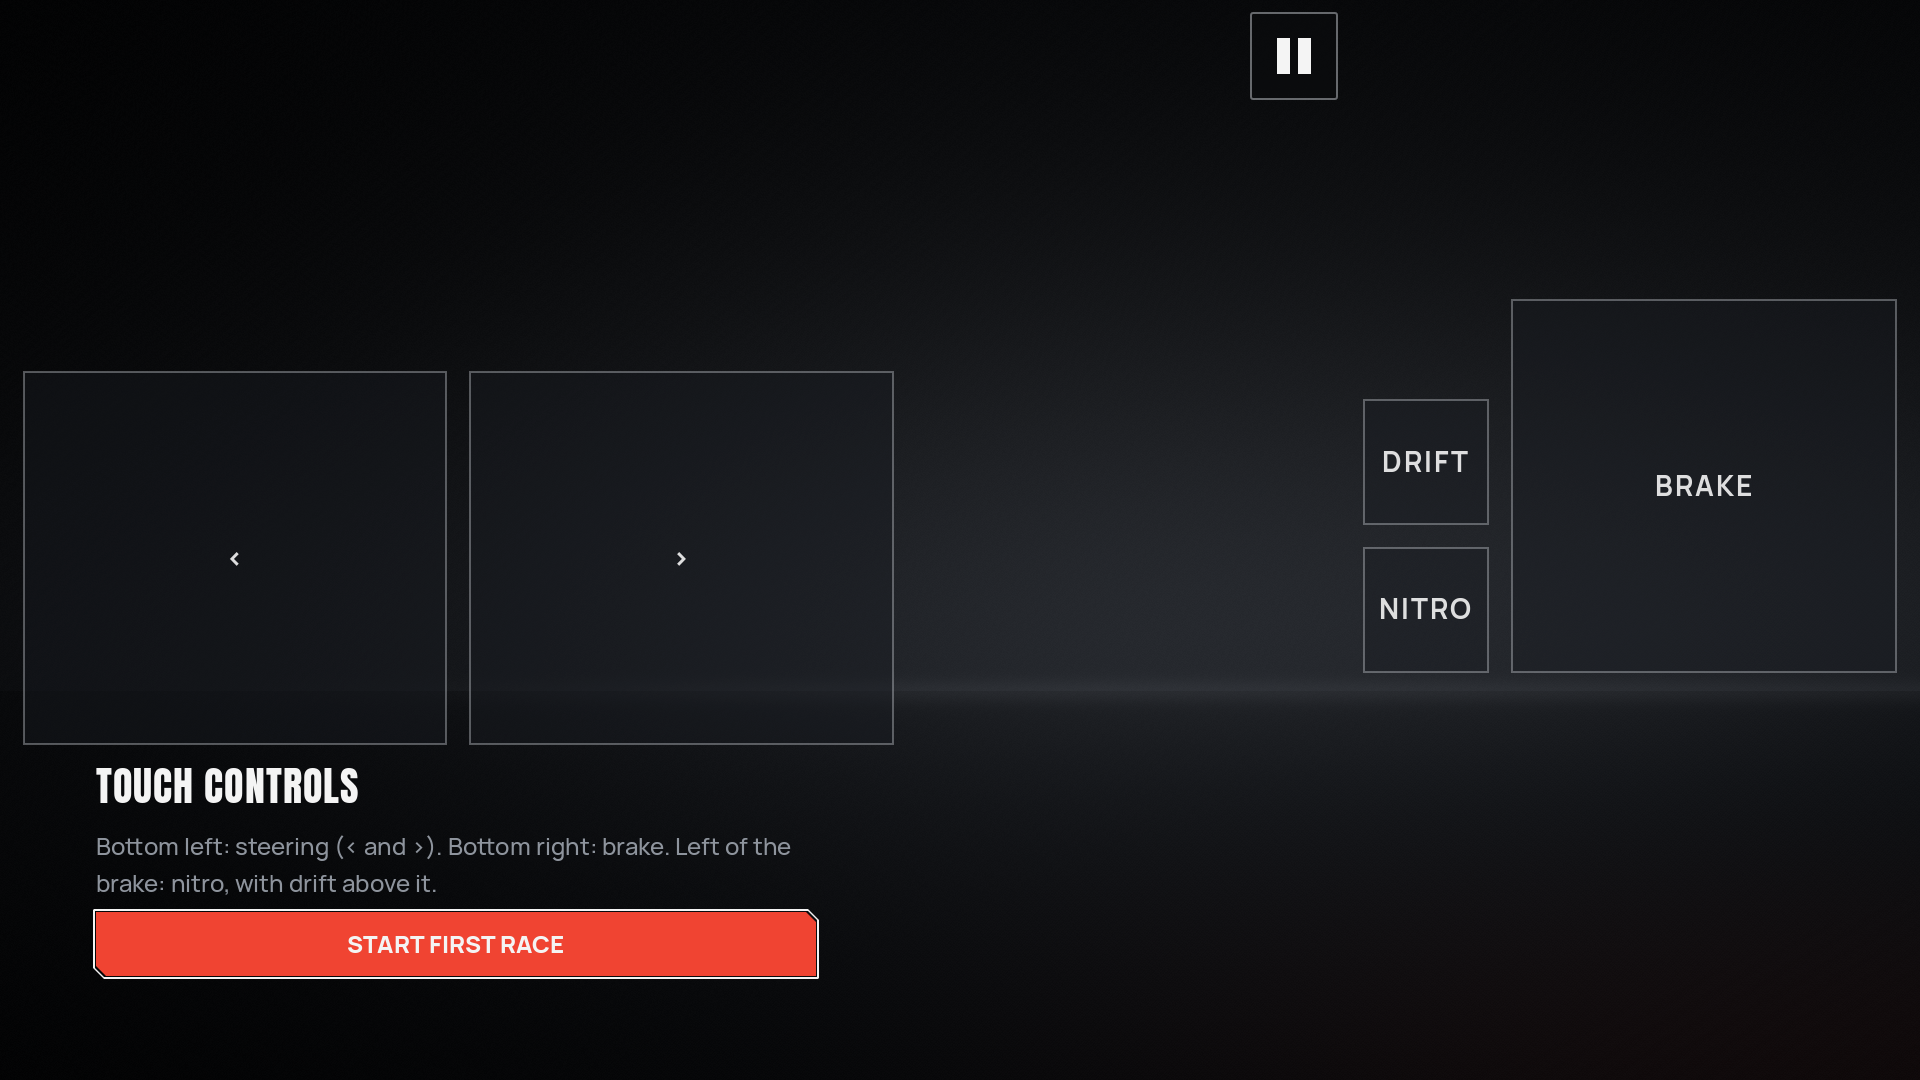 DRIFT
BRAKE
‹
›
NITRO
TOUCH CONTROLS
Bottom left: steering (‹ and ›). Bottom right: brake. Left of the
brake: nitro, with drift above it.
START FIRST RACE